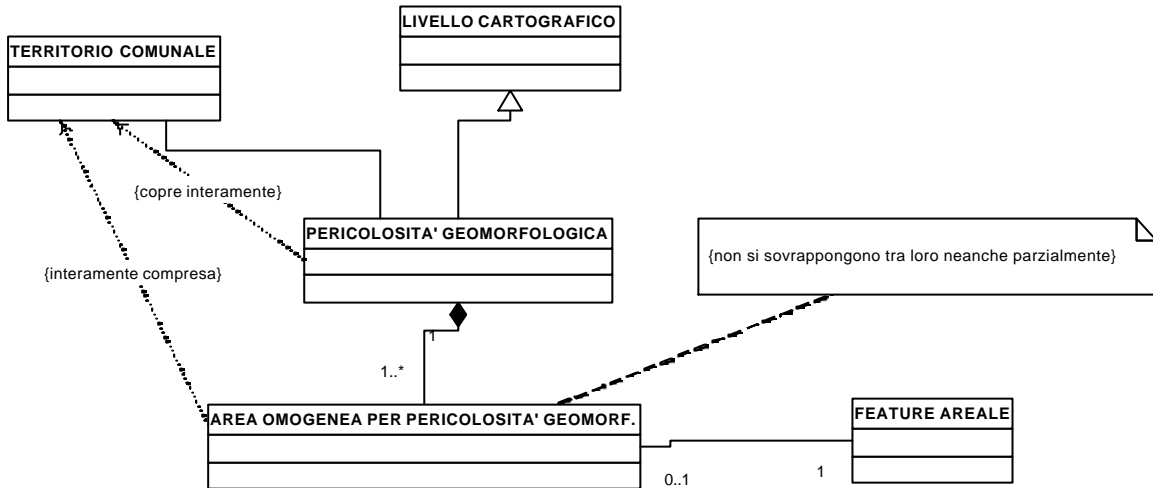 LIVELLO CARTOGRAFICO
TERRITORIO COMUNALE
{copre interamente}
PERICOLOSITA' GEOMORFOLOGICA
{non si sovrappongono tra loro neanche parzialmente}
{interamente compresa}
1
1..*
AREA OMOGENEA PER PERICOLOSITA' GEOMORF.
FEATURE AREALE
0..1
1